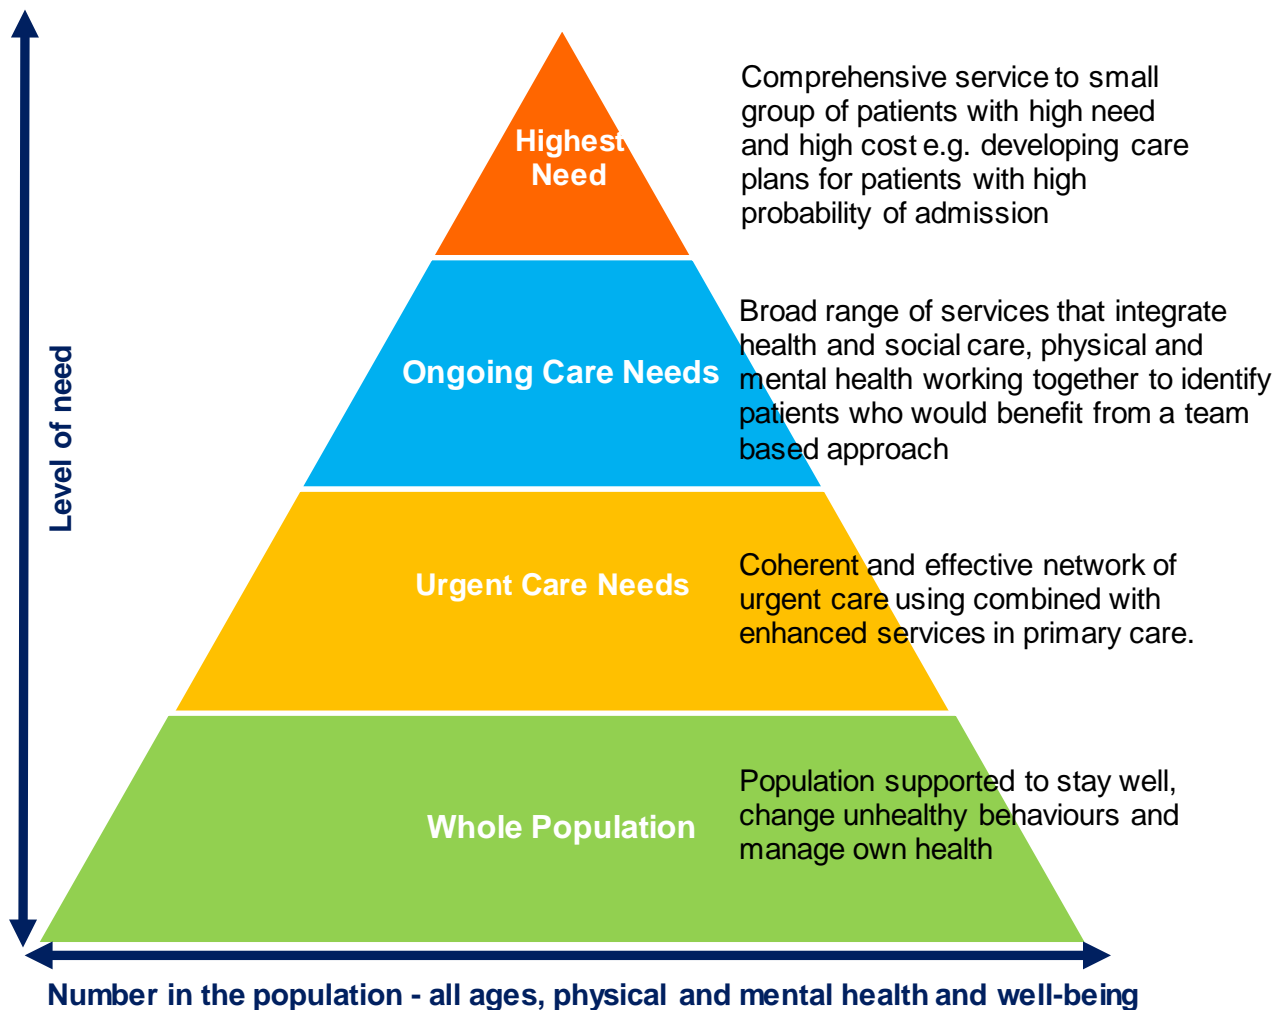 Highest
Need
Comprehensive service to small
group of patients with high need
and high cost e.g. developing care
plans for patients with high
probability of admission
Ongoing Care Needs
Broad range of services that integrate
health and social care, physical and
mental health working together to identify
patients who would benefit from a team
based approach
Level of need
Urgent Care Needs
Coherent and effective network of
urgent care using combined with
enhanced services in primary care.
Whole Population
Population supported to stay well,
change unhealthy behaviours and
manage own health
Number in the population - all ages, physical and mental health and well-being